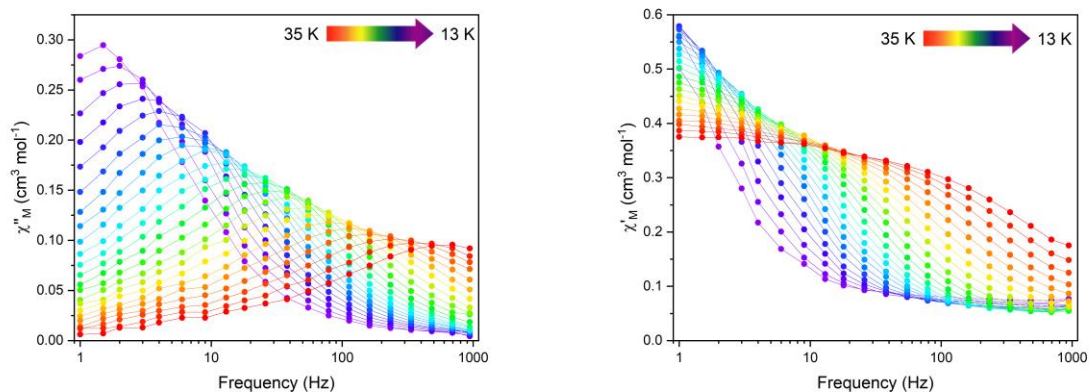 35 K 13 K
0.30
0.25
0.20
0.15
0.10
0.05
0.00
χ"M (cm³ mol⁻¹)
1 10 100 1000
Frequency (Hz)
35 K 13 K
0.6
0.5
0.4
0.3
0.2
0.1
0.0
χ'M (cm³ mol⁻¹)
1 10 100 1000
Frequency (Hz)